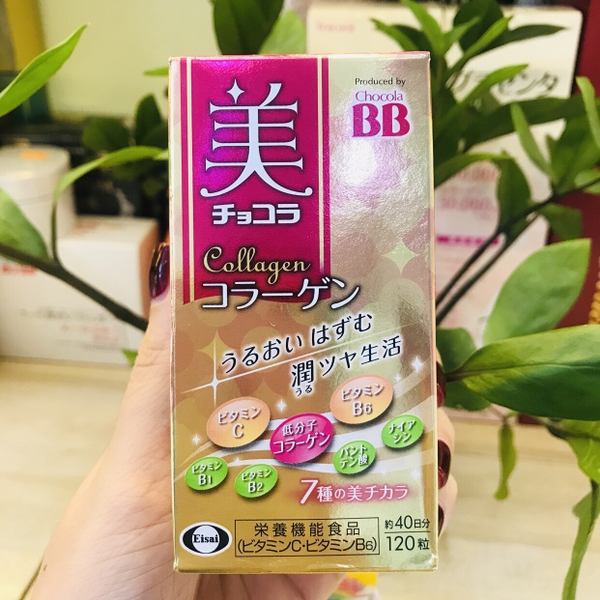 Produced by
Chocola
BB
美
チョコラ
Collagen
コラーゲン
うるおい はずむ
潤ツヤ生活
うる
ビタミン
C
低分子
コラーゲン
ビタミン
B6
ナイア
シン
パント
テン酸
ビタミン
B1
ビタミン
B2
7種の美チカラ
Eisai
栄養機能食品
(ビタミンC・ビタミンB6)
約40日分
120粒